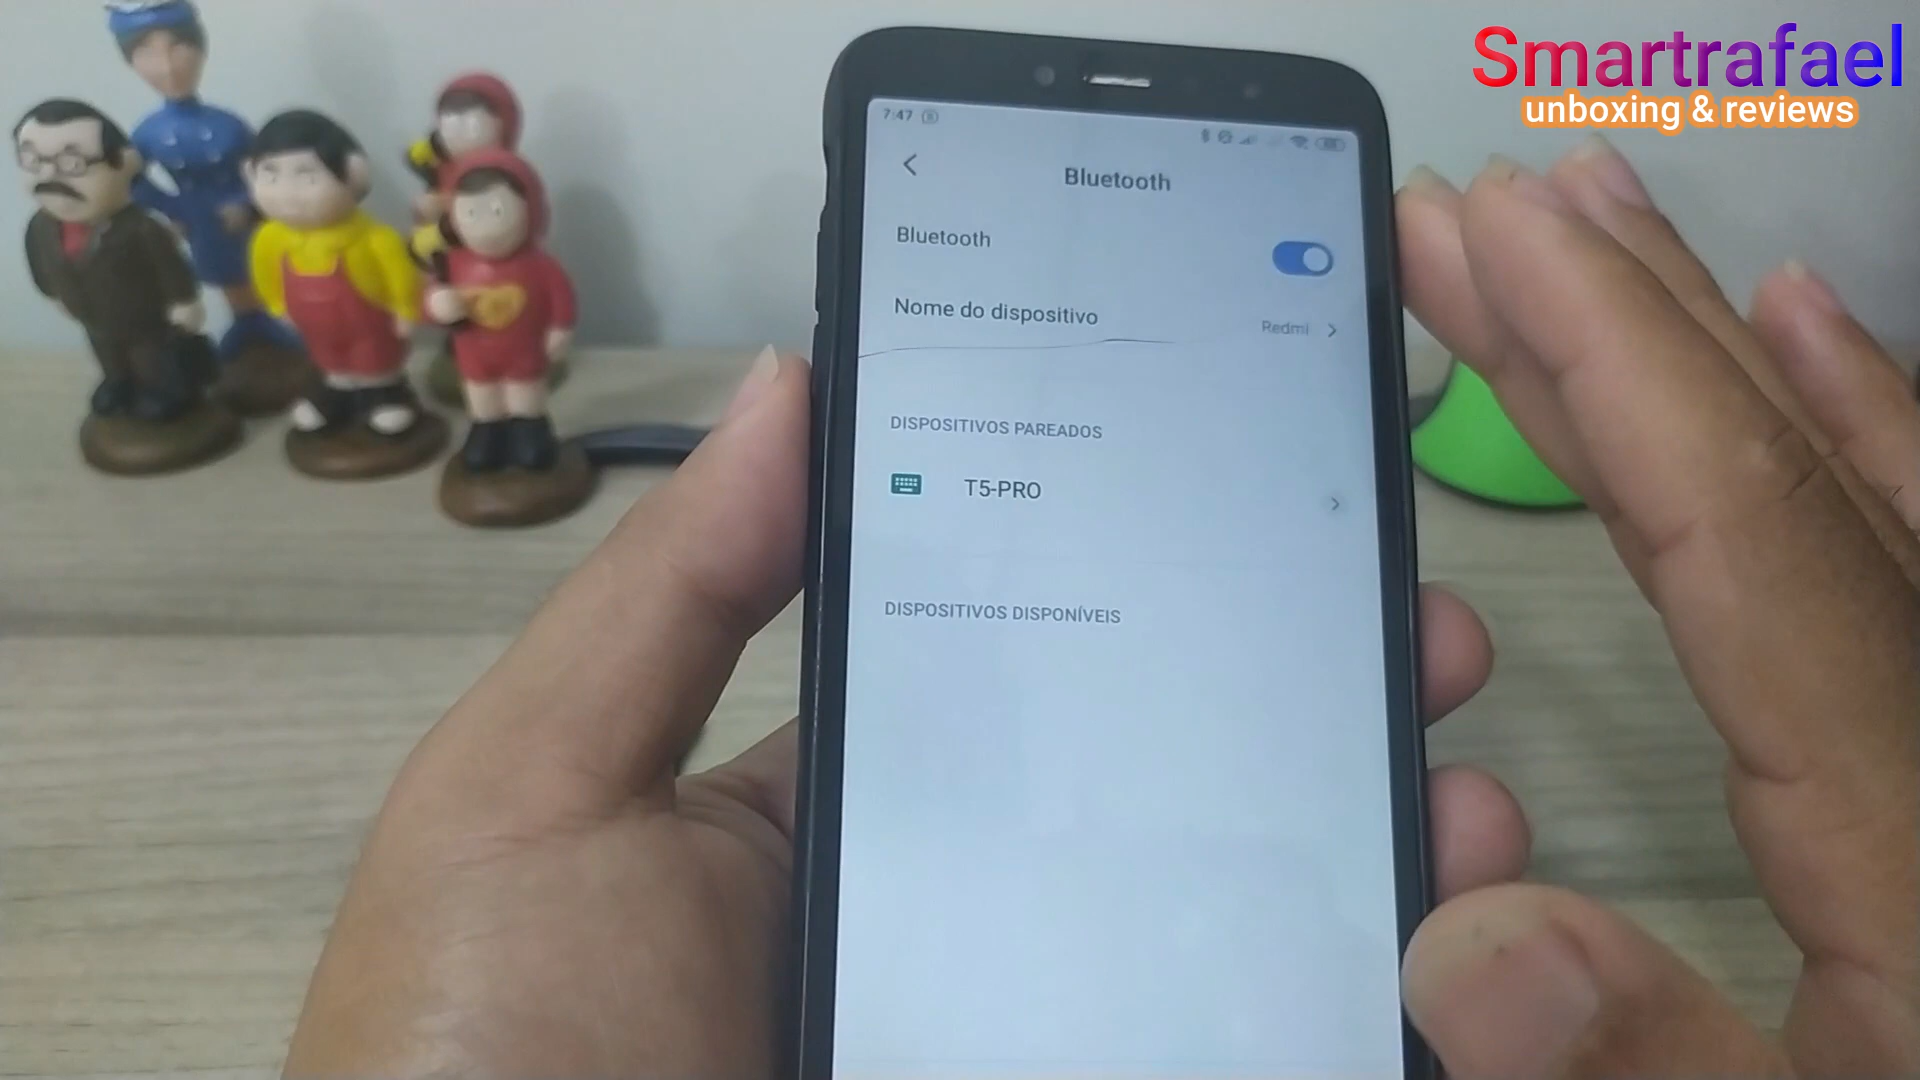 Smartrafael
unboxing & reviews
7:47
Bluetooth
Bluetooth
Nome do dispositivo
Redmi
DISPOSITIVOS PAREADOS
T5-PRO
DISPOSITIVOS DISPONÍVEIS